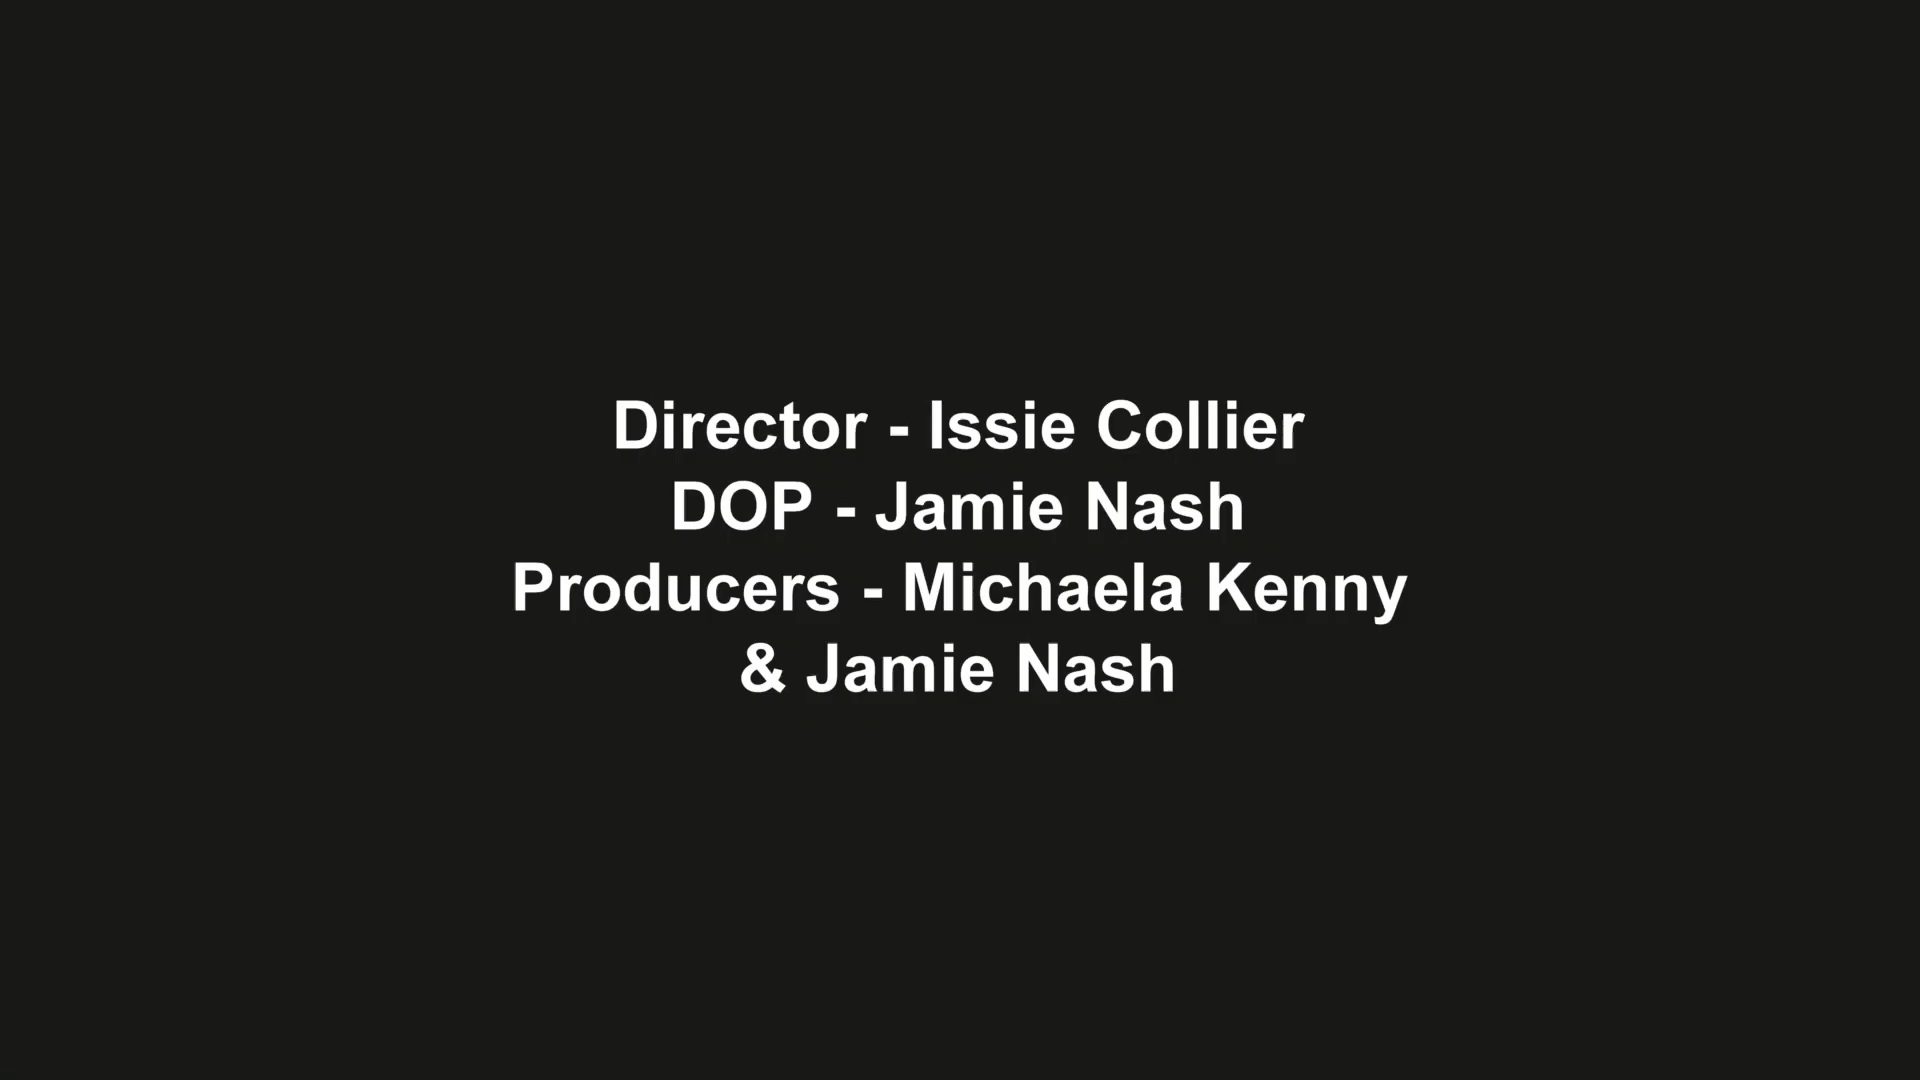 Director - Issie Collier
DOP - Jamie Nash
Producers - Michaela Kenny
& Jamie Nash